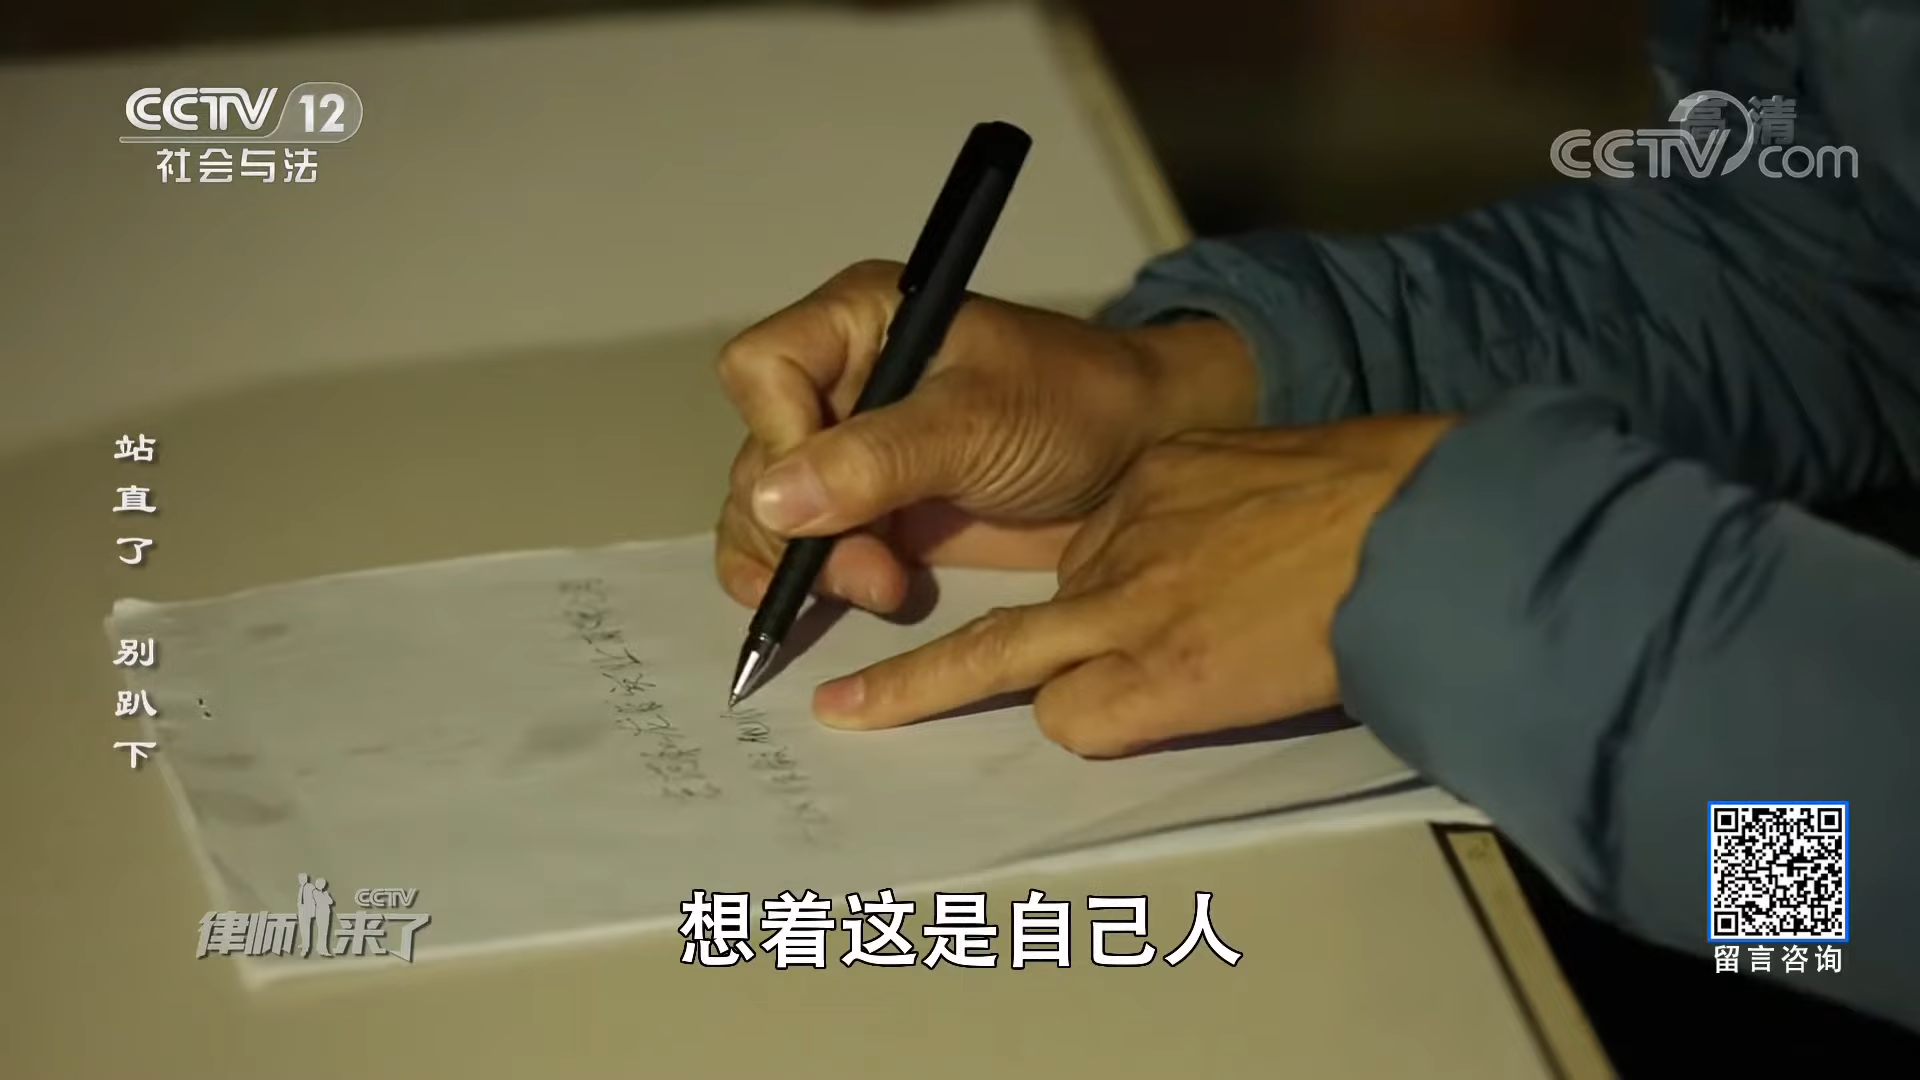 CCTV 12
社会与法
高清
CCTV.com
站直了 别趴下
CCTV
律师来了
想着这是自己人
留言咨询